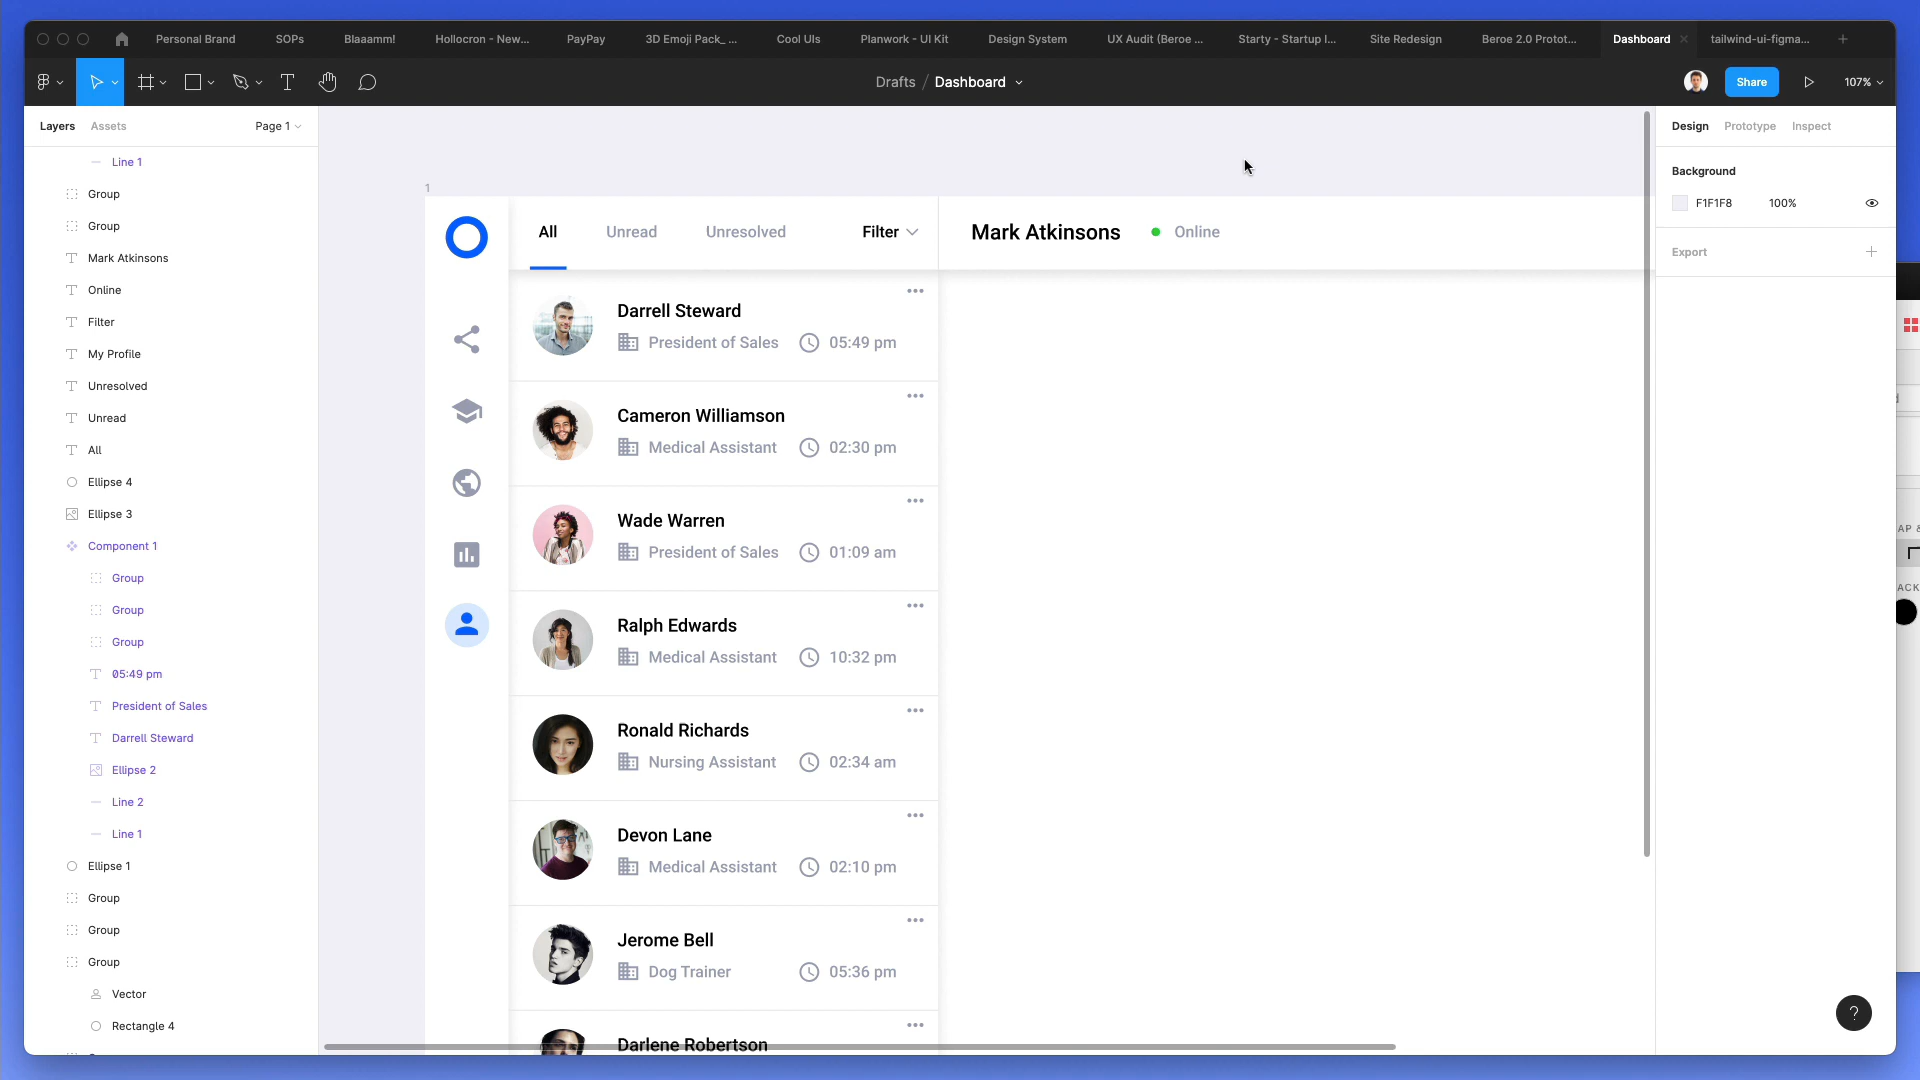 Personal Brand
SOPs
Blaaamm!
Hollocron - New...
PayPay
3D Emoji Pack_ ...
Cool UIs
Planwork - UI Kit
Design System
UX Audit (Beroe ...
Starty - Startup I...
Site Redesign
Beroe 2.0 Protot...
Dashboard
tailwind-ui-figma...
Drafts / Dashboard
Share
107%
Layers
Assets
Page 1
Line 1
Group
Group
Mark Atkinsons
Online
Filter
My Profile
Unresolved
Unread
All
Ellipse 4
Ellipse 3
Component 1
Group
Group
Group
05:49 pm
President of Sales
Darrell Steward
Ellipse 2
Line 2
Line 1
Ellipse 1
Group
Group
Group
Vector
Rectangle 4
1
All
Unread
Unresolved
Filter
Mark Atkinsons
Online
Darrell Steward
President of Sales
05:49 pm
Cameron Williamson
Medical Assistant
02:30 pm
Wade Warren
President of Sales
01:09 am
Ralph Edwards
Medical Assistant
10:32 pm
Ronald Richards
Nursing Assistant
02:34 am
Devon Lane
Medical Assistant
02:10 pm
Jerome Bell
Dog Trainer
05:36 pm
Darlene Robertson
Design
Prototype
Inspect
Background
F1F1F8
100%
Export
?
AP &
ACK